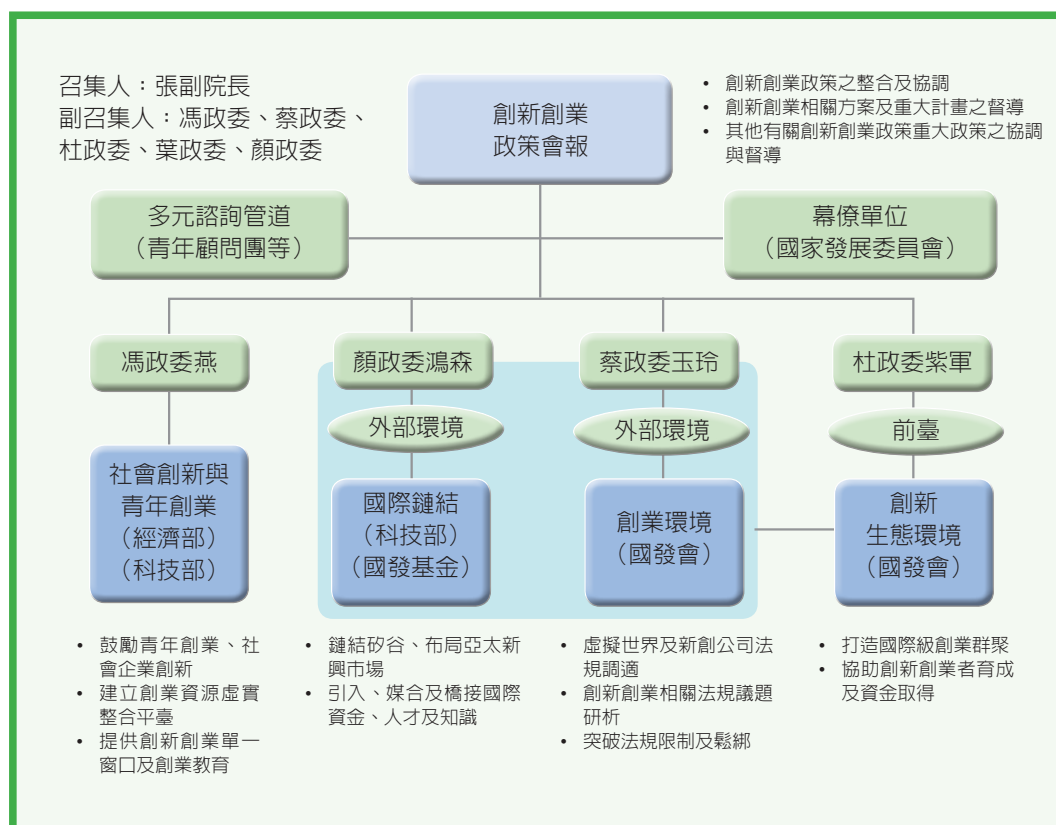 召集人：張副院長
副召集人：馮政委、蔡政委、
杜政委、葉政委、顏政委
創新創業
政策會報
• 創新創業政策之整合及協調
• 創新創業相關方案及重大計畫之督導
• 其他有關創新創業政策重大政策之協調
與督導
多元諮詢管道
（青年顧問團等）
幕僚單位
（國家發展委員會）
馮政委燕
顏政委鴻森
蔡政委玉玲
杜政委紫軍
外部環境
外部環境
前臺
社會創新與
青年創業
（經濟部）
（科技部）
國際鏈結
（科技部）
（國發基金）
創業環境
（國發會）
創新
生態環境
（國發會）
• 鼓勵青年創業、社
會企業創新
• 建立創業資源虛實
整合平臺
• 提供創新創業單一
窗口及創業教育
• 鏈結矽谷、布局亞太新
興市場
• 引入、媒合及橋接國際
資金、人才及知識
• 虛擬世界及新創公司法
規調適
• 創新創業相關法規議題
研析
• 突破法規限制及鬆綁
• 打造國際級創業群聚
• 協助創新創業者育成
及資金取得